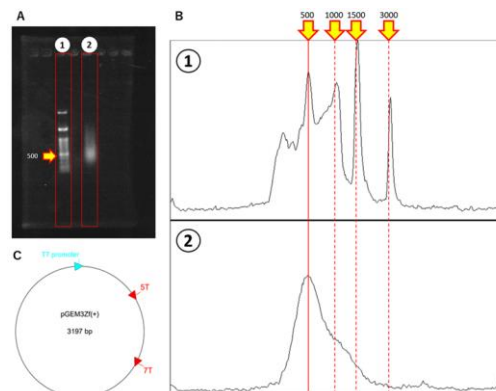 A
1
2
500
B
500
1000
1500
3000
1
2
C
T7 promoter
5T
pGEM3Zf(+)
3197 bp
7T